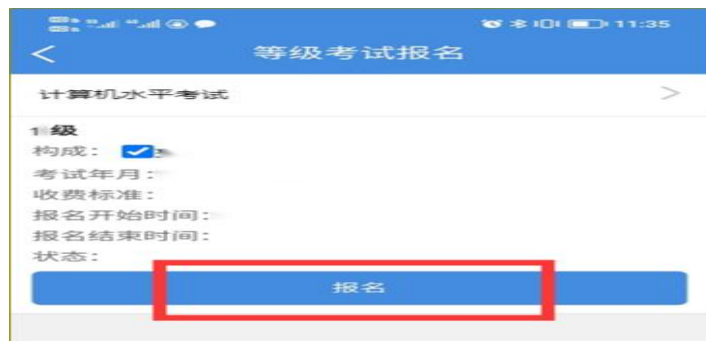 11:35
等级考试报名
计算机水平考试
级
构成：
考试年月：
收费标准：
报名开始时间：
报名结束时间：
状态：
报名